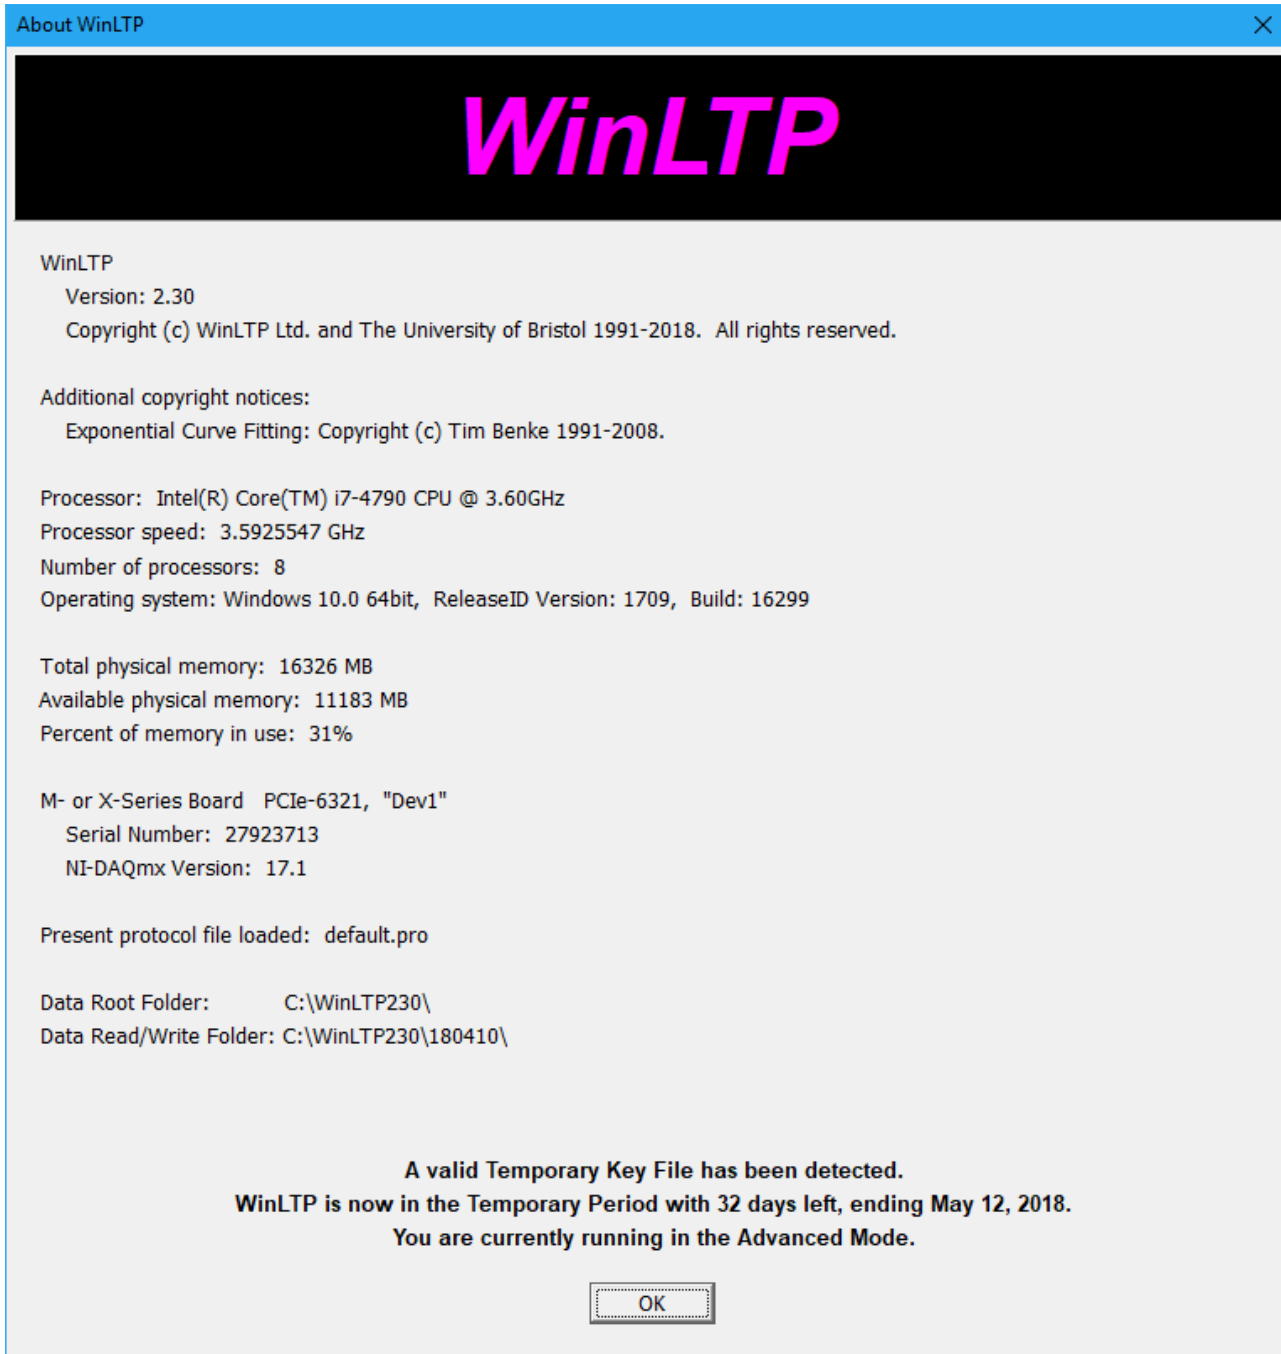 About WinLTP
WinLTP
WinLTP
Version: 2.30
Copyright (c) WinLTP Ltd. and The University of Bristol 1991-2018.  All rights reserved.
Additional copyright notices:
Exponential Curve Fitting: Copyright (c) Tim Benke 1991-2008.
Processor:  Intel(R) Core(TM) i7-4790 CPU @ 3.60GHz
Processor speed:  3.5925547 GHz
Number of processors:  8
Operating system: Windows 10.0 64bit,  ReleaseID Version: 1709,  Build: 16299
Total physical memory:  16326 MB
Available physical memory:  11183 MB
Percent of memory in use:  31%
M- or X-Series Board   PCIe-6321,  "Dev1"
Serial Number:  27923713
NI-DAQmx Version:  17.1
Present protocol file loaded:  default.pro
Data Root Folder:            C:\WinLTP230\
Data Read/Write Folder: C:\WinLTP230\180410\
A valid Temporary Key File has been detected.
WinLTP is now in the Temporary Period with 32 days left, ending May 12, 2018.
You are currently running in the Advanced Mode.
OK